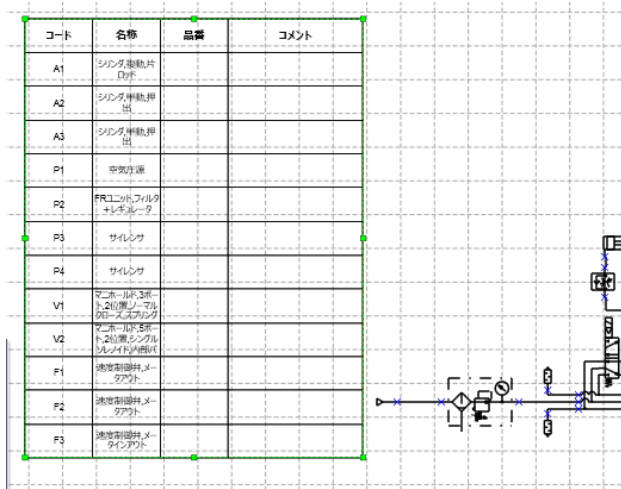 コード 名称 品番 コメント
A1 シリンダ,複動,片
ロッド
A2 シリンダ,単動,押
出
A3 シリンダ,単動,押
出
P1 空気圧源
P2 FRユニット,フィルタ
+レギュレータ
P3 サイレンサ
P4 サイレンサ
V1 マニホールド,3ポー
ト,2位置,ノーマル
クローズ,スプリング
V2 マニホールド,5ポー
ト,2位置,シングル
ソレノイド,内部パ
F1 速度制御弁,メー
タアウト
F2 速度制御弁,メー
タアウト
F3 速度制御弁,メー
タインアウト